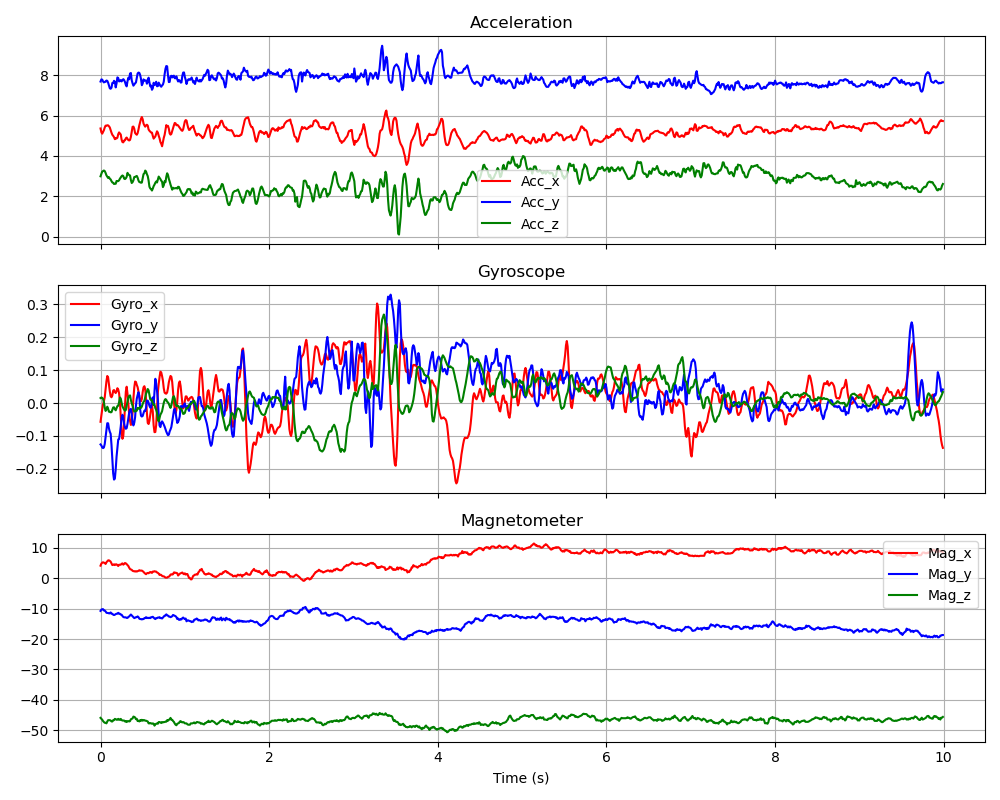 Acceleration
8
6
4
2
0
Acc_x
Acc_y
Acc_z
Gyroscope
0.3
0.2
0.1
0.0
−0.1
−0.2
Gyro_x
Gyro_y
Gyro_z
Magnetometer
10
0
−10
−20
−30
−40
−50
Mag_x
Mag_y
Mag_z
0 2 4 6 8 10
Time (s)